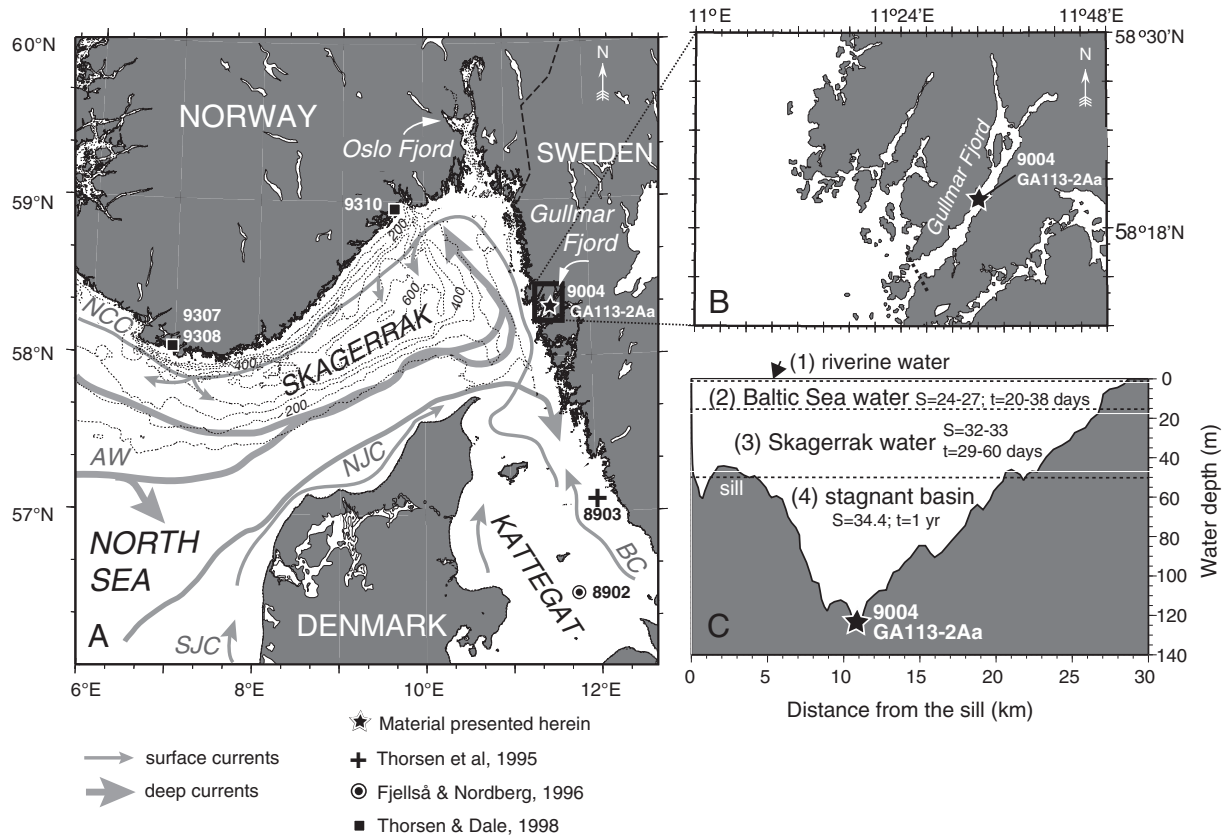 60°N
59°N
58°N
57°N
6°E
8°E
10°E
12°E
NORWAY
N
Oslo Fjord
SWEDEN
9310
200
Gullmar
Fjord
9004
GA113-2Aa
600
400
NCC
9307
9308
400
SKAGERRAK
200
AW
NJC
8903
NORTH
SEA
KATTEGAT
BC
8902
A
DENMARK
SJC
surface currents
deep currents
Material presented herein
Thorsen et al, 1995
Fjellså & Nordberg, 1996
Thorsen & Dale, 1998
11°E
11°24'E
11°48'E
58°30'N
N
Gullmar Fjord
9004
GA113-2Aa
58°18'N
B
(1) riverine water
(2) Baltic Sea water S=24-27; t=20-38 days
(3) Skagerrak water S=32-33
t=29-60 days
sill
(4) stagnant basin
S=34.4; t=1 yr
9004
GA113-2Aa
C
0
20
40
60
80
100
120
140
Water depth (m)
0
5
10
15
20
25
30
Distance from the sill (km)